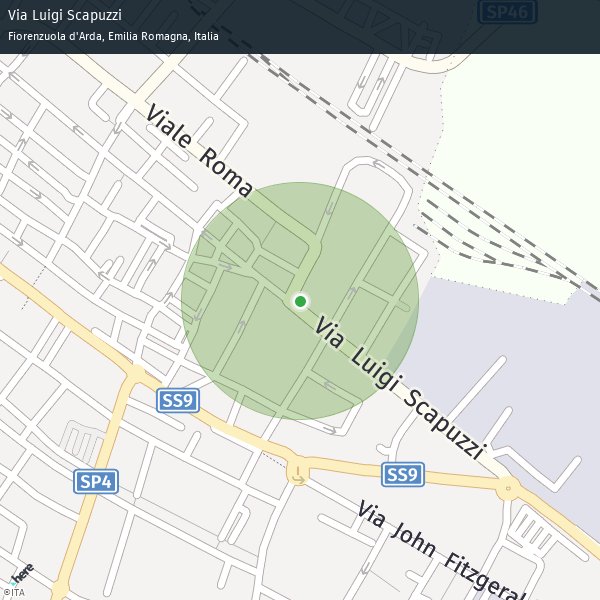 Via Luigi Scapuzzi
Fiorenzuola d'Arda, Emilia Romagna, Italia
SP46
Viale Roma
Via Luigi Scapuzzi
SS9
SP4
SS9
Via John Fitzgeral
here
©ITA